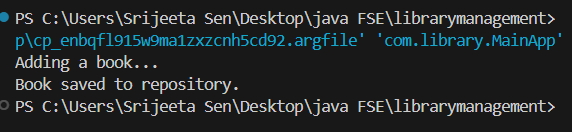 PS C:\Users\Srijeeta Sen\Desktop\java FSE\librarymanagement>
p\cp_enbqfl915w9ma1zxzcnh5cd92.argfile' 'com.library.MainApp'
Adding a book...
Book saved to repository.
PS C:\Users\Srijeeta Sen\Desktop\java FSE\librarymanagement>